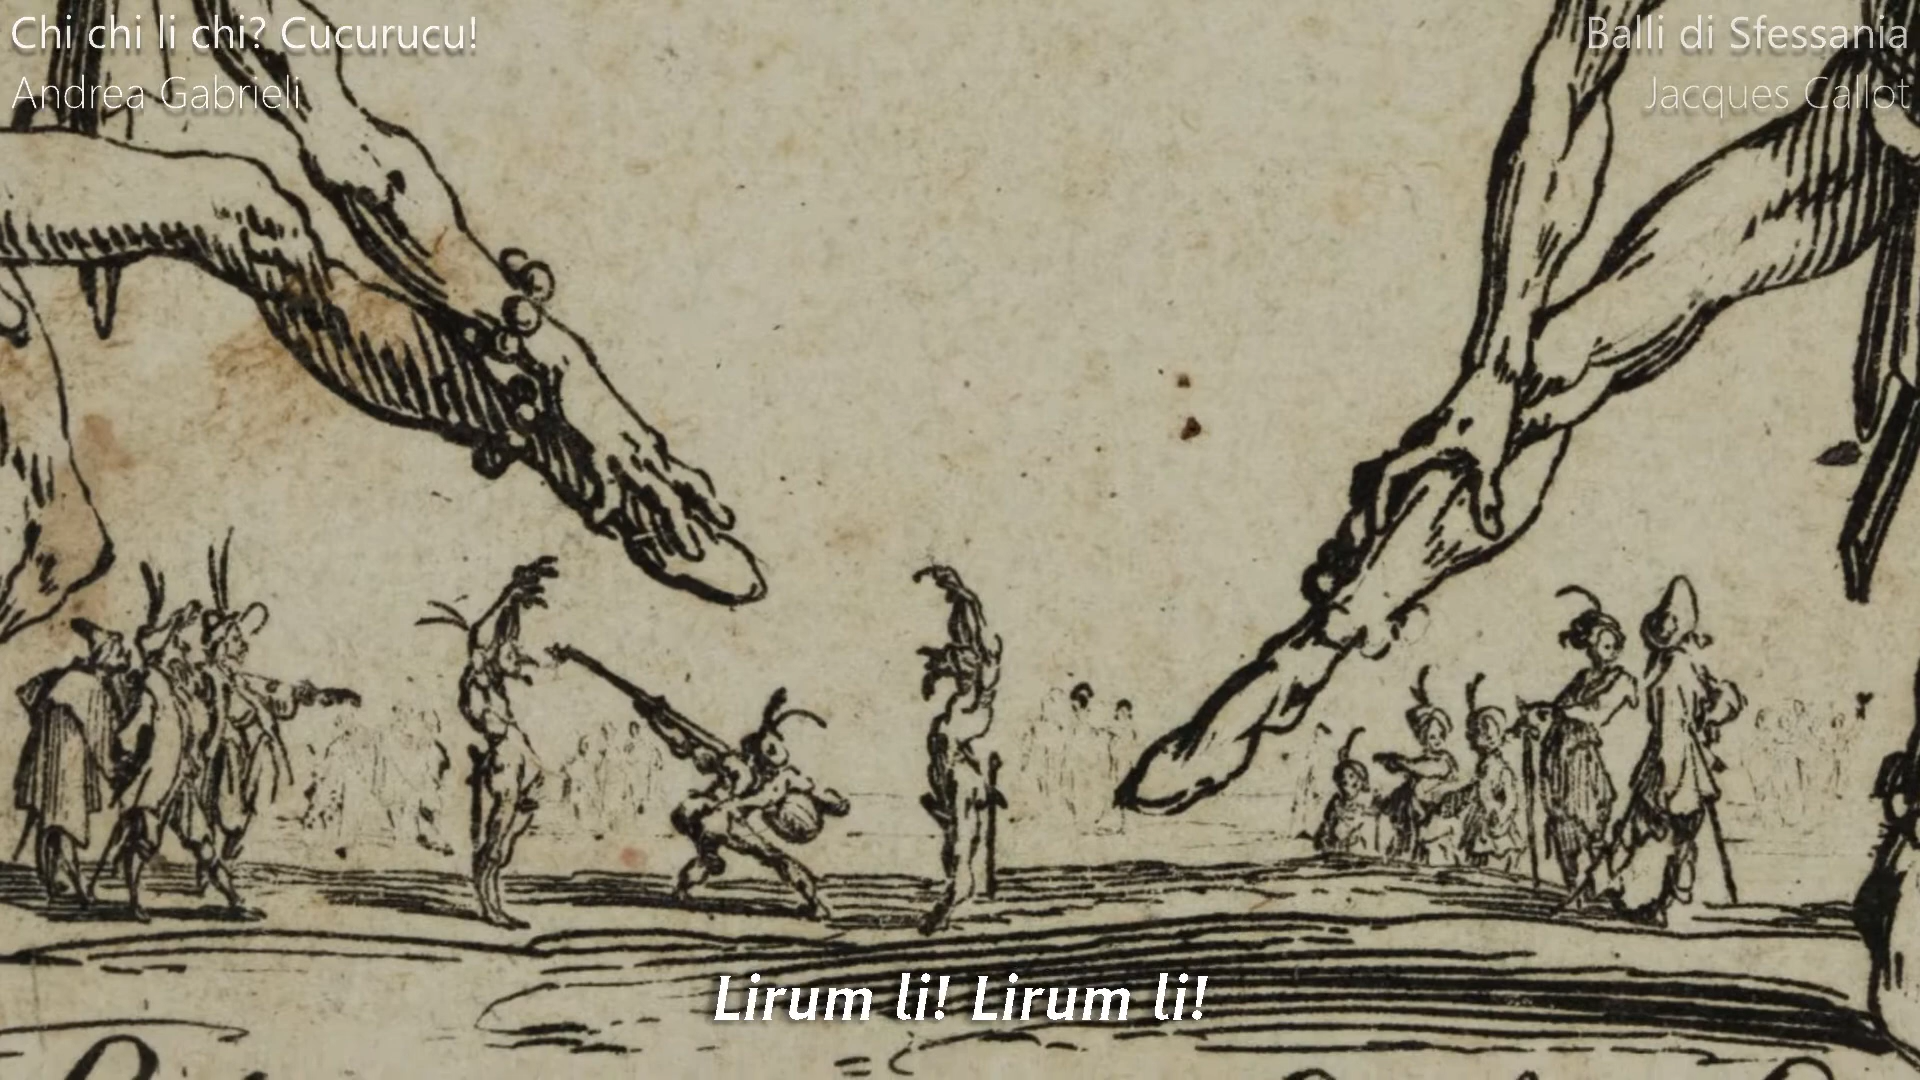 Chi chi li chi? Cucurucu!
Andrea Gabrieli
Balli di Sfessania
Jacques Callot
Lirum li! Lirum li!